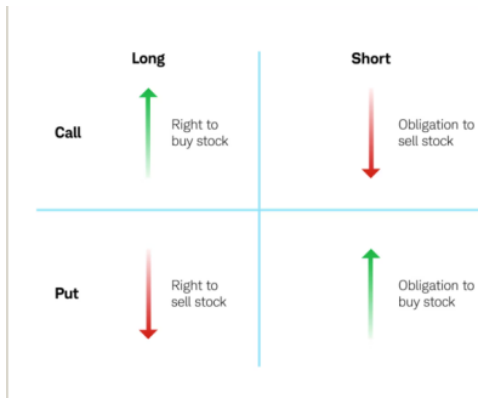 Long
Short
Call
Right to
buy stock
Obligation to
sell stock
Put
Right to
sell stock
Obligation to
buy stock